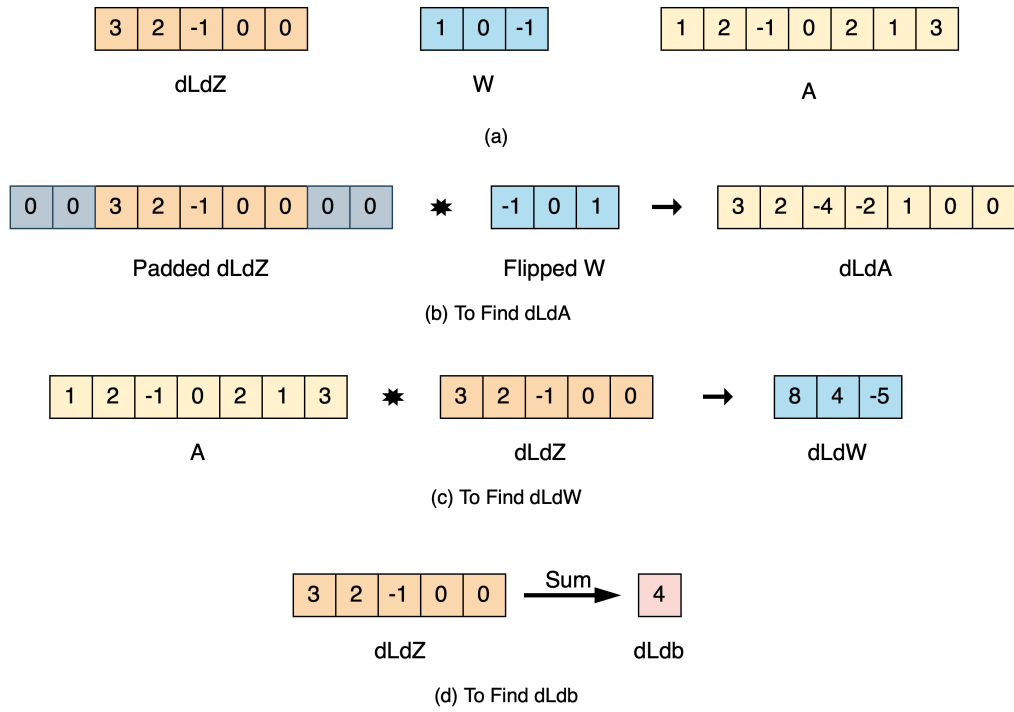 3 2 -1 0 0 1 0 -1 1 2 -1 0 2 1 3
dLdZ W A
(a)
0 0 3 2 -1 0 0 0 0 -1 0 1 3 2 -4 -2 1 0 0
Padded dLdZ Flipped W dLdA
(b) To Find dLdA
1 2 -1 0 2 1 3 3 2 -1 0 0 8 4 -5
A dLdZ dLdW
(c) To Find dLdW
3 2 -1 0 0 Sum 4
dLdZ dLdb
(d) To Find dLdb